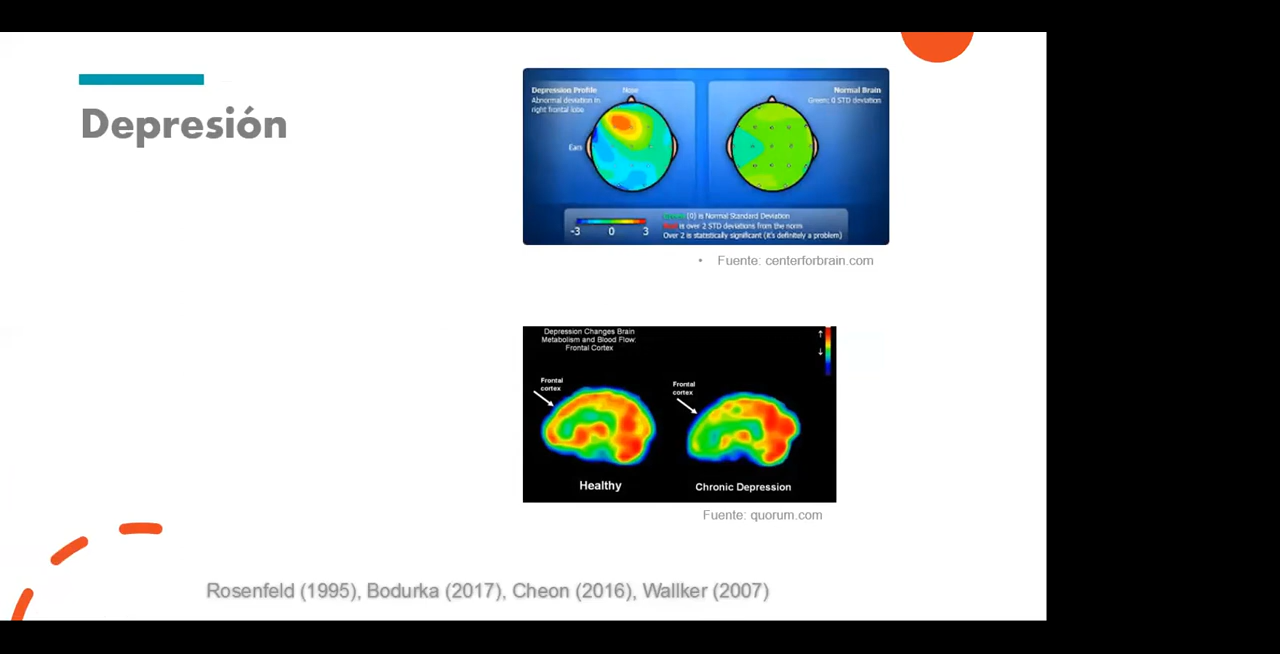 Depresión
Depression Profile
Abnormal deviation in
right frontal lobe
Nose
Ears
Normal Brain
Green: 0 STD deviation
-3 0 3
(0) is Normal Standard Deviation
is over 2 STD deviations from the norm
Over 2 is statistically significant (it's definitely a problem)
• Fuente: centerforbrain.com
Depression Changes Brain
Metabolism and Blood Flow:
Frontal Cortex
Frontal
cortex
Frontal
cortex
Healthy
Chronic Depression
Fuente: quorum.com
Rosenfeld (1995), Bodurka (2017), Cheon (2016), Wallker (2007)